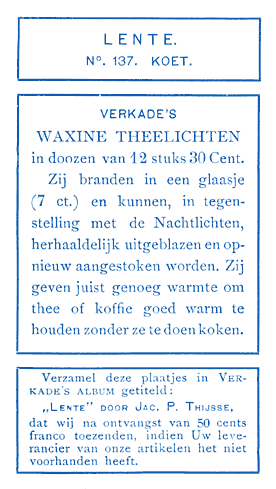 LENTE.
Nº. 137. KOET.
VERKADE'S
WAXINE THEELICHTEN
in doozen van 12 stuks 30 Cent.
Zij branden in een glaasje
(7 ct.) en kunnen, in tegen-
stelling met de Nachtlichten,
herhaaldelijk uitgeblazen en op-
nieuw aangestoken worden. Zij
geven juist genoeg warmte om
thee of koffie goed warm te
houden zonder ze te doen koken.
Verzamel deze plaatjes in VER-
KADE'S ALBUM getiteld:
„LENTE” DOOR JAC. P. THIJSSE,
dat wij na ontvangst van 50 cents
franco toezenden, indien Uw leve-
rancier van onze artikelen het niet
voorhanden heeft.